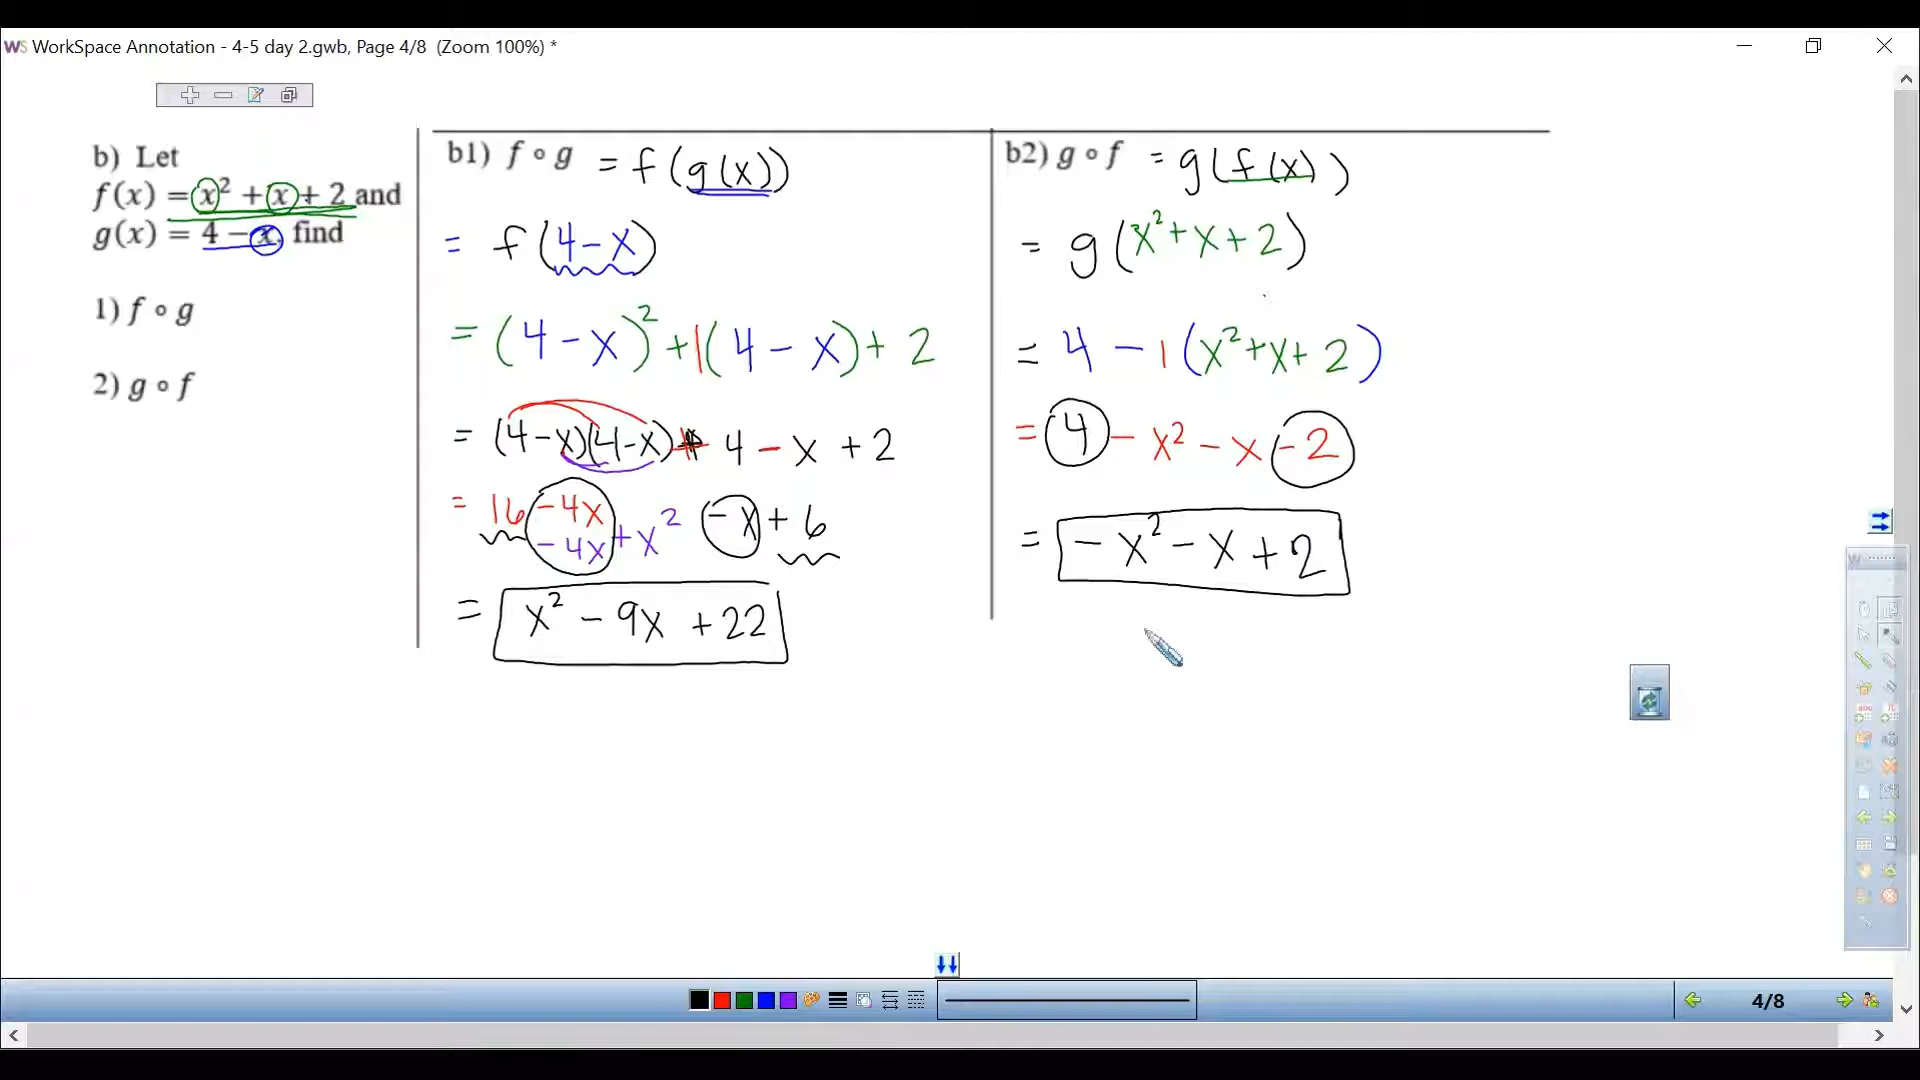 WS WorkSpace Annotation - 4-5 day 2.gwb, Page 4/8 (Zoom 100%) *
b) Let
f(x) = x² + x + 2 and
g(x) = 4 − x, find
1) f ∘ g
2) g ∘ f
b1) f ∘ g = f(g(x))
= f(4-x)
= (4-x)² + 1(4-x) + 2
= (4-x)(4-x) + 4 - x + 2
= 16 -4x -4x + x² -x + 6
= x² - 9x + 22
b2) g ∘ f = g(f(x))
= g(x² + x + 2)
= 4 - 1(x² + x + 2)
= 4 - x² - x - 2
= -x² - x + 2
4/8